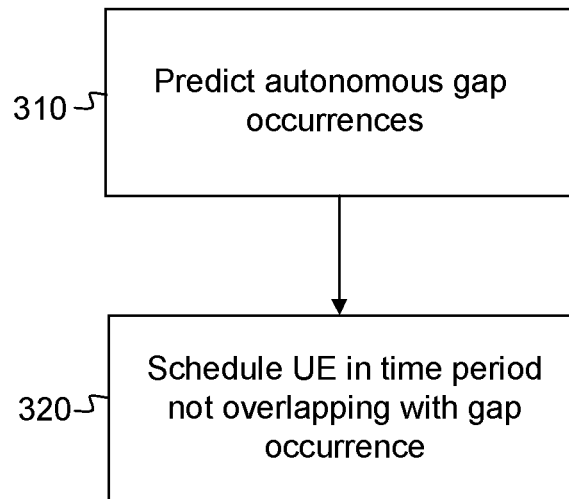 310
Predict autonomous gap
occurrences
320
Schedule UE in time period
not overlapping with gap
occurrence